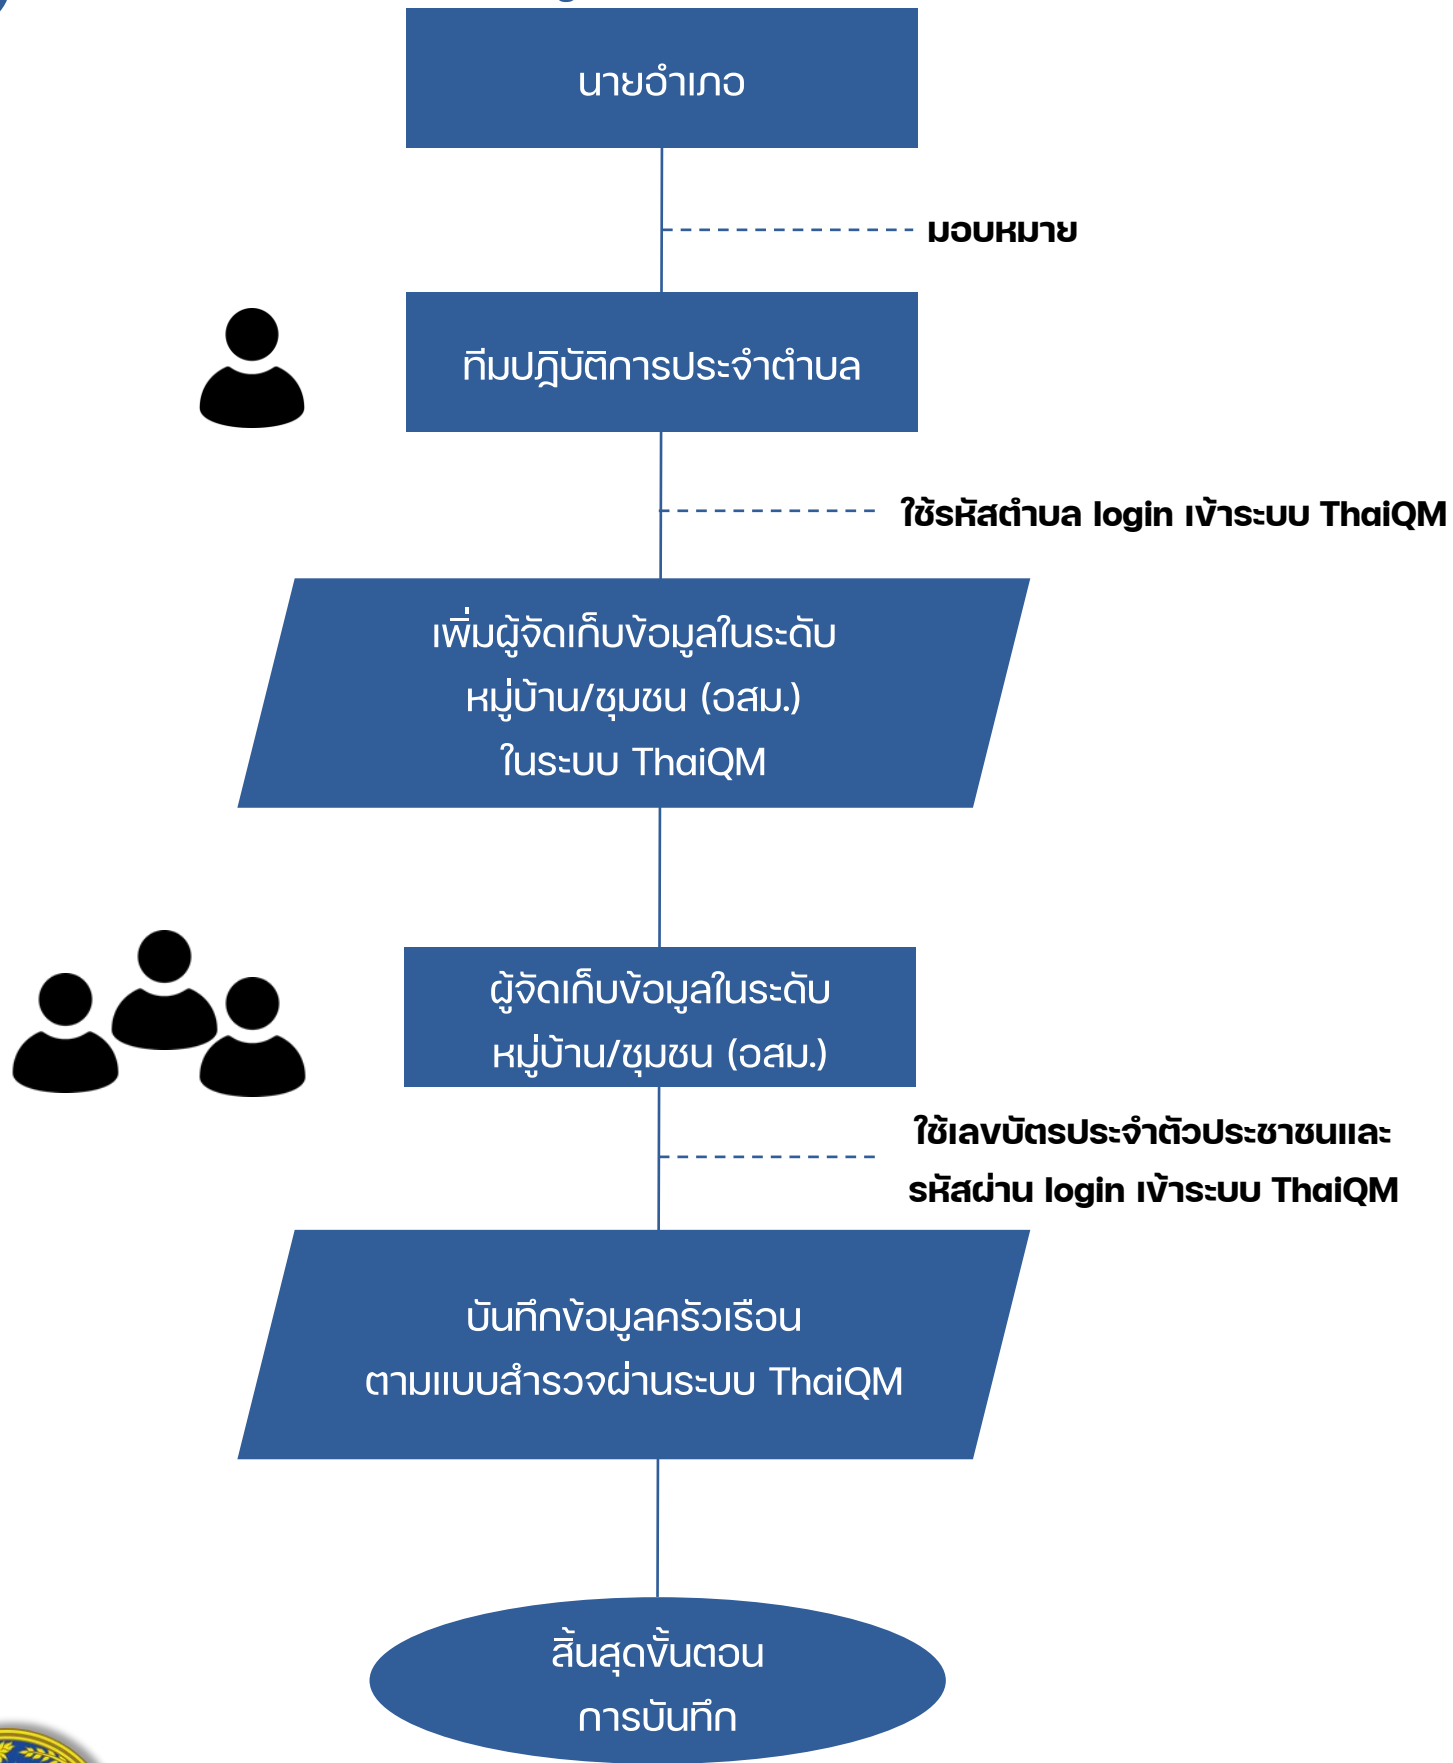 นายอำเภอ
มอบหมาย
ทีมปฏิบัติการประจำตำบล
ใช้รหัสตำบล login เข้าระบบ ThaiQM
เพิ่มผู้จัดเก็บข้อมูลในระดับ
หมู่บ้าน/ชุมชน (อสม.)
ในระบบ ThaiQM
ผู้จัดเก็บข้อมูลในระดับ
หมู่บ้าน/ชุมชน (อสม.)
ใช้เลขบัตรประจำตัวประชาชนและ
รหัสผ่าน login เข้าระบบ ThaiQM
บันทึกข้อมูลครัวเรือน
ตามแบบสำรวจผ่านระบบ ThaiQM
สิ้นสุดขั้นตอน
การบันทึก